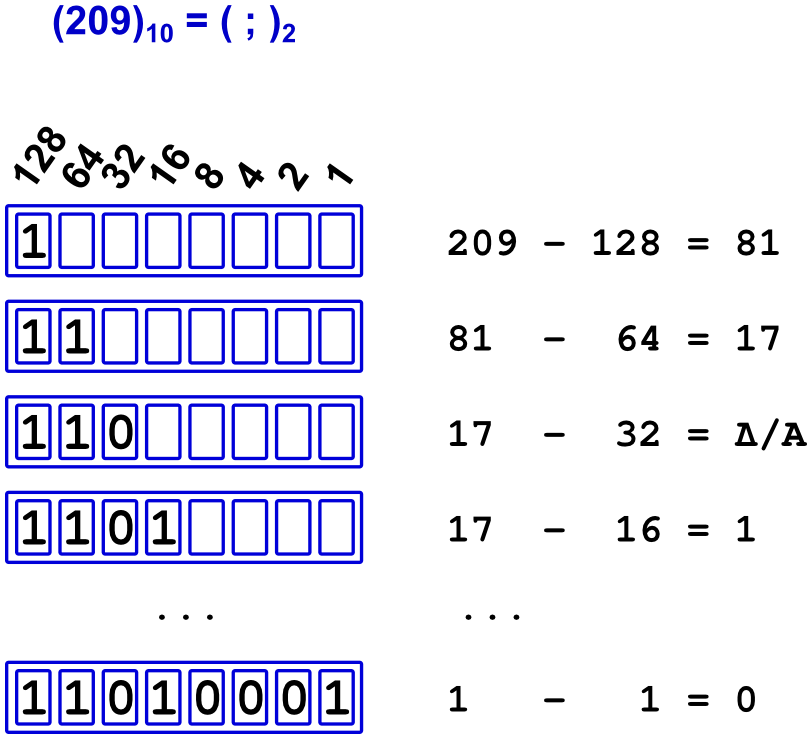 (209)₁₀ = ( ; )₂
128 64 32 16 8 4 2 1
1 209 - 128 = 81
1 1 81 - 64 = 17
1 1 0 17 - 32 = Δ/Α
1 1 0 1 17 - 16 = 1
... ...
1 1 0 1 0 0 0 1 1 - 1 = 0